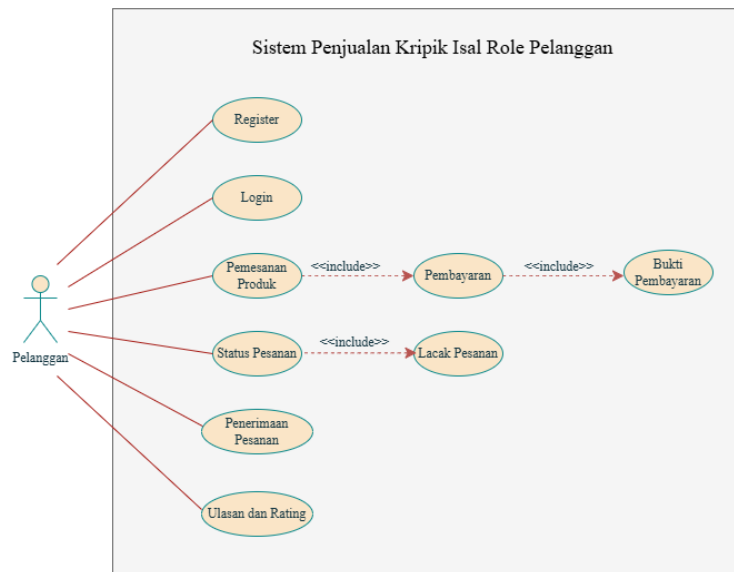 Sistem Penjualan Kripik Isal Role Pelanggan
Register
Login
Pemesanan
Produk
<<include>>
Pembayaran
<<include>>
Bukti
Pembayaran
Status Pesanan
<<include>>
Lacak Pesanan
Pelanggan
Penerimaan
Pesanan
Ulasan dan Rating